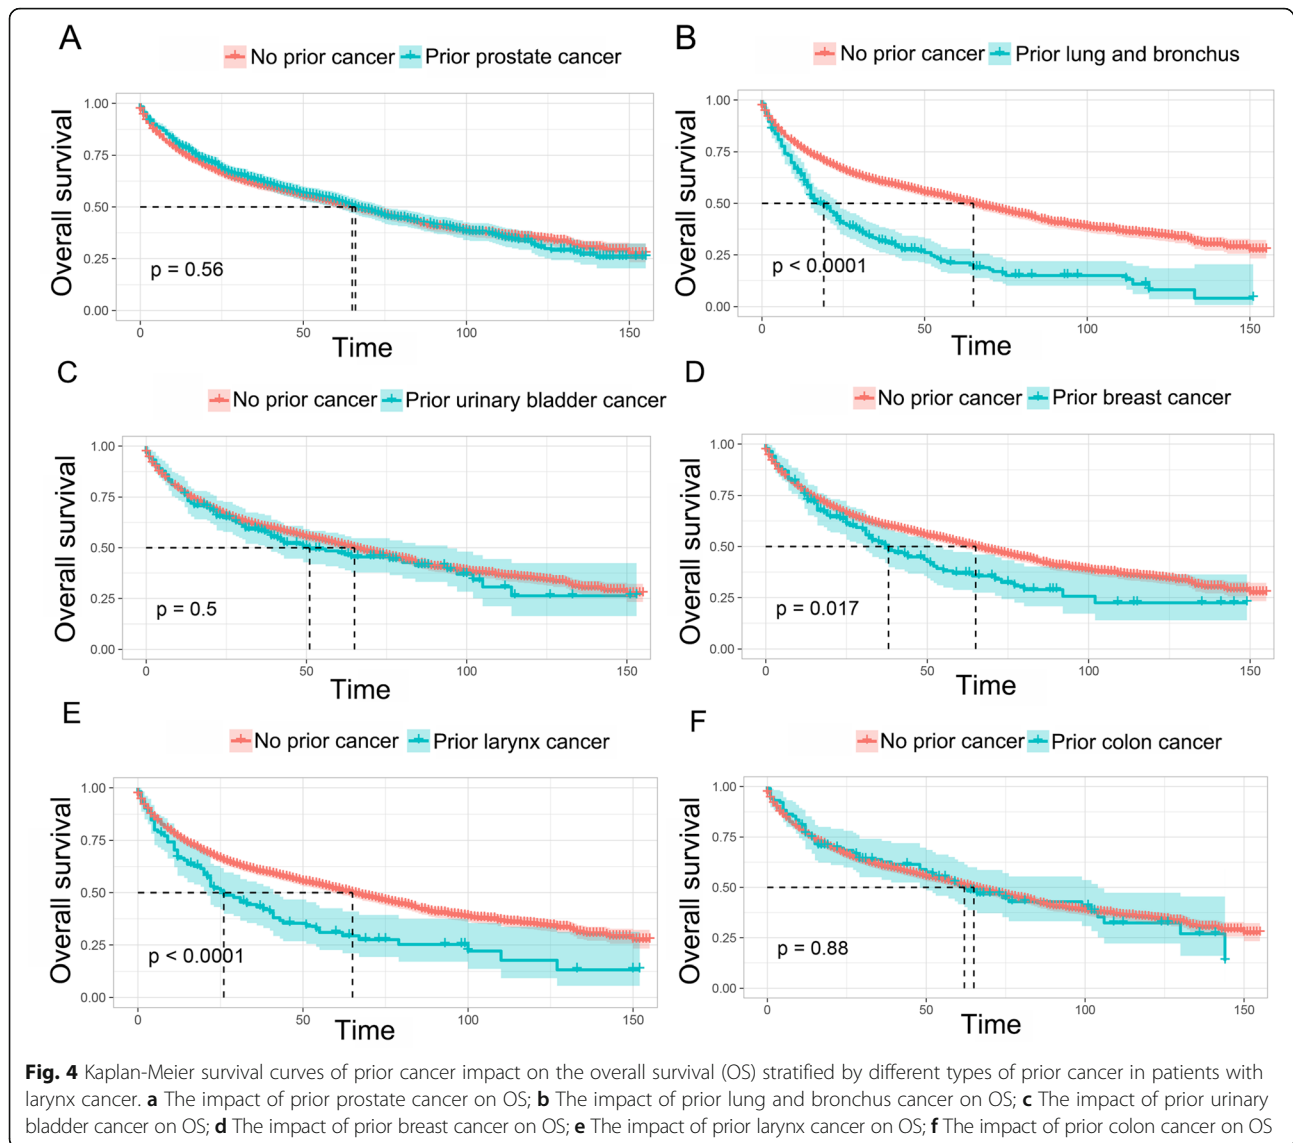 A
No prior cancer Prior prostate cancer
Overall survival
1.00
0.75
0.50
0.25
0.00
p = 0.56
0 50 100 150
Time
B
No prior cancer Prior lung and bronchus
Overall survival
1.00
0.75
0.50
0.25
0.00
p < 0.0001
0 50 100 150
Time
C
No prior cancer Prior urinary bladder cancer
Overall survival
1.00
0.75
0.50
0.25
0.00
p = 0.5
0 50 100 150
Time
D
No prior cancer Prior breast cancer
Overall survival
1.00
0.75
0.50
0.25
0.00
p = 0.017
0 50 100 150
Time
E
No prior cancer Prior larynx cancer
Overall survival
1.00
0.75
0.50
0.25
0.00
p < 0.0001
0 50 100 150
Time
F
No prior cancer Prior colon cancer
Overall survival
1.00
0.75
0.50
0.25
0.00
p = 0.88
0 50 100 150
Time
Fig. 4 Kaplan-Meier survival curves of prior cancer impact on the overall survival (OS) stratified by different types of prior cancer in patients with
larynx cancer. a The impact of prior prostate cancer on OS; b The impact of prior lung and bronchus cancer on OS; c The impact of prior urinary
bladder cancer on OS; d The impact of prior breast cancer on OS; e The impact of prior larynx cancer on OS; f The impact of prior colon cancer on OS